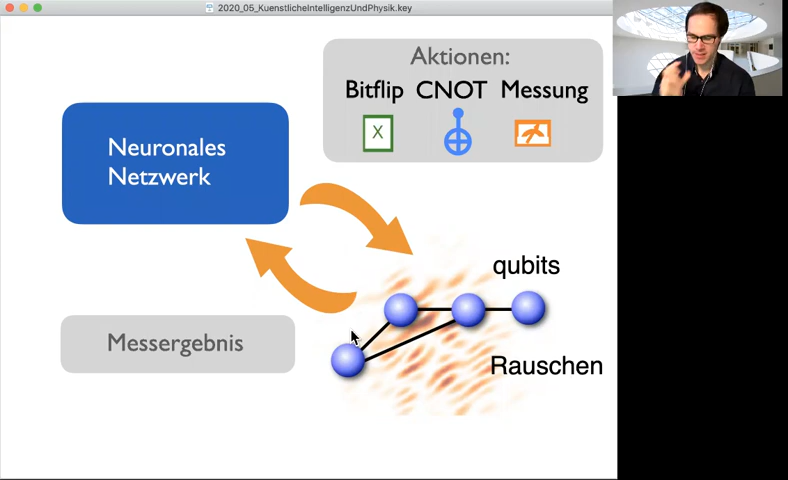 2020_05_KuenstlicheIntelligenzUndPhysik.key
Aktionen:
Bitflip CNOT Messung
X
Neuronales
Netzwerk
qubits
Messergebnis
Rauschen